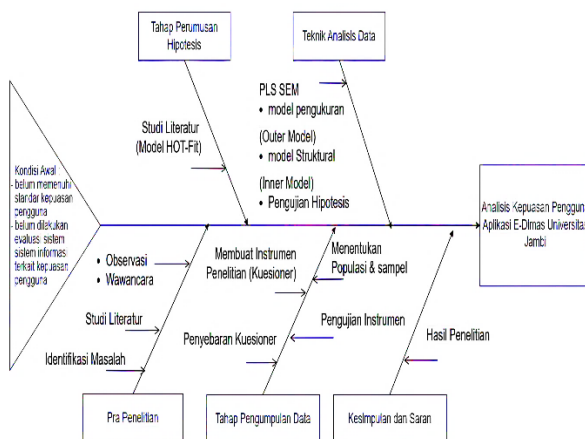 Tahap Perumusan
Hipotesis
Teknik Analisis Data
Studi Literatur
(Model HOT-Fit)
PLS SEM
• model pengukuran
(Outer Model)
• model Struktural
(Inner Model)
• Pengujian Hipotesis
Kondisi Awal :
- belum memenuhi
standar kepuasan
pengguna
- belum dilakukan
evaluasi sistem
sistem informasi
terkait kepuasan
pengguna
Analisis Kepuasan Pengguna
Aplikasi E-DImas Universitas
Jambi
• Observasi
• Wawancara
Studi Literatur
Identifikasi Masalah
Membuat Instrumen
Penelitian (Kuesioner)
Penyebaran Kuesioner
Menentukan
Populasi & sampel
Pengujian Instrumen
Hasil Penelitian
Pra Penelitian
Tahap Pengumpulan Data
Kesimpulan dan Saran